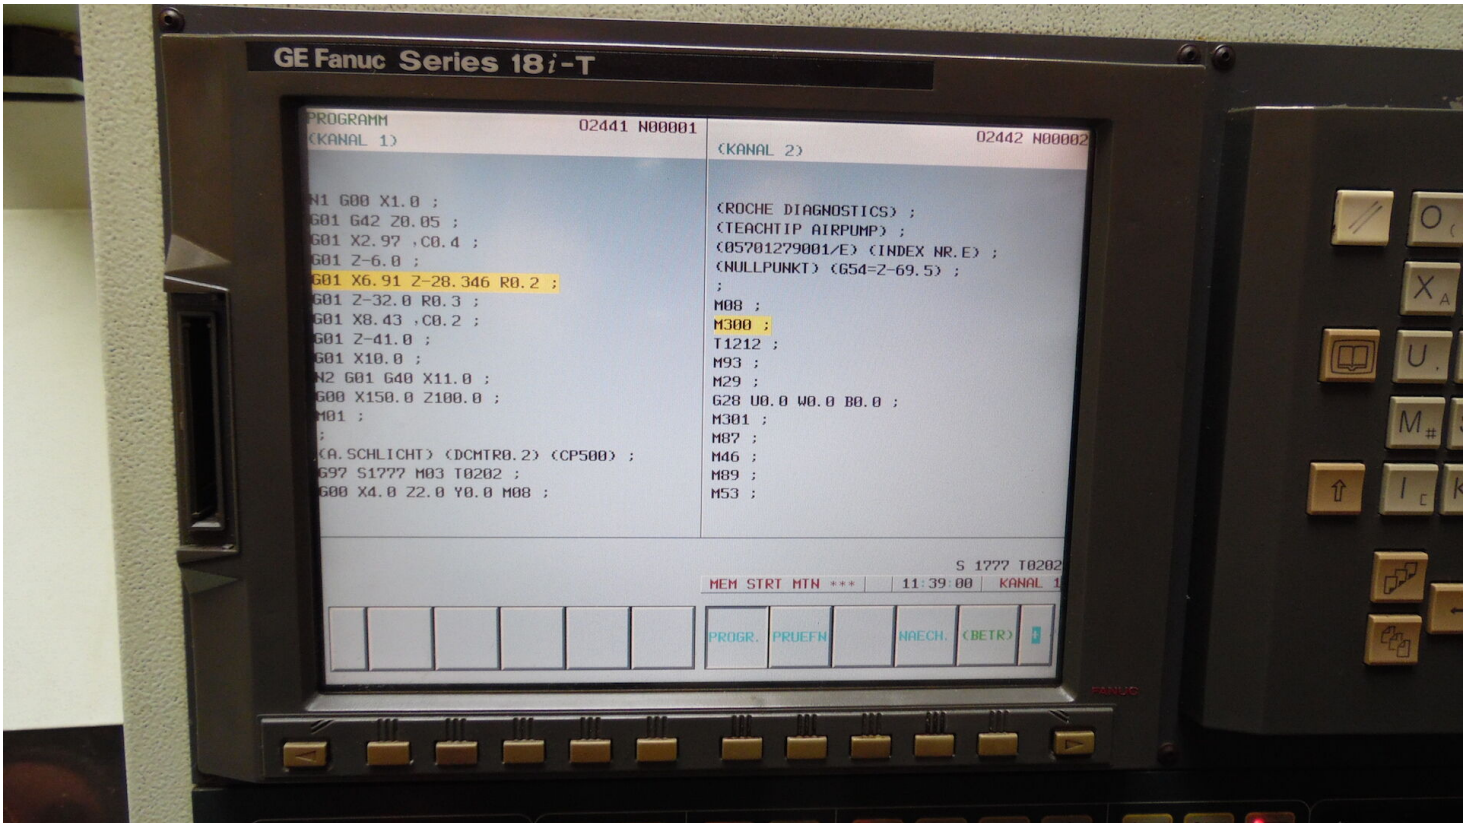 GE Fanuc Series 18i-T
PROGRAMM
O2441 N00001
(KANAL 1)
N1 G00 X1.0 ;
G01 G42 Z0.05 ;
G01 X2.97 ,C0.4 ;
G01 Z-6.0 ;
G01 X6.91 Z-28.346 R0.2 ;
G01 Z-32.0 R0.3 ;
G01 X8.43 ,C0.2 ;
G01 Z-41.0 ;
G01 X10.0 ;
N2 G01 G40 X11.0 ;
G00 X150.0 Z100.0 ;
M01 ;
;
(A.SCHLICHT) (DCMTR0.2) (CP500) ;
G97 S1777 M03 T0202 ;
G00 X4.0 Z2.0 Y0.0 M08 ;
O2442 N00002
(KANAL 2)
(ROCHE DIAGNOSTICS) ;
(TEACHTIP AIRPUMP) ;
(05701279001/E) (INDEX NR.E) ;
(NULLPUNKT) (G54=Z-69.5) ;
;
M08 ;
M300 ;
T1212 ;
M93 ;
M29 ;
G28 U0.0 W0.0 B0.0 ;
M301 ;
M87 ;
M46 ;
M89 ;
M53 ;
S 1777 T0202
MEM STRT MTN *** 11:39:00 KANAL 1
PROGR. PRUEFN NAECH. (BETR) +
FANUC
O (
X A
U ,
M #
I C
K